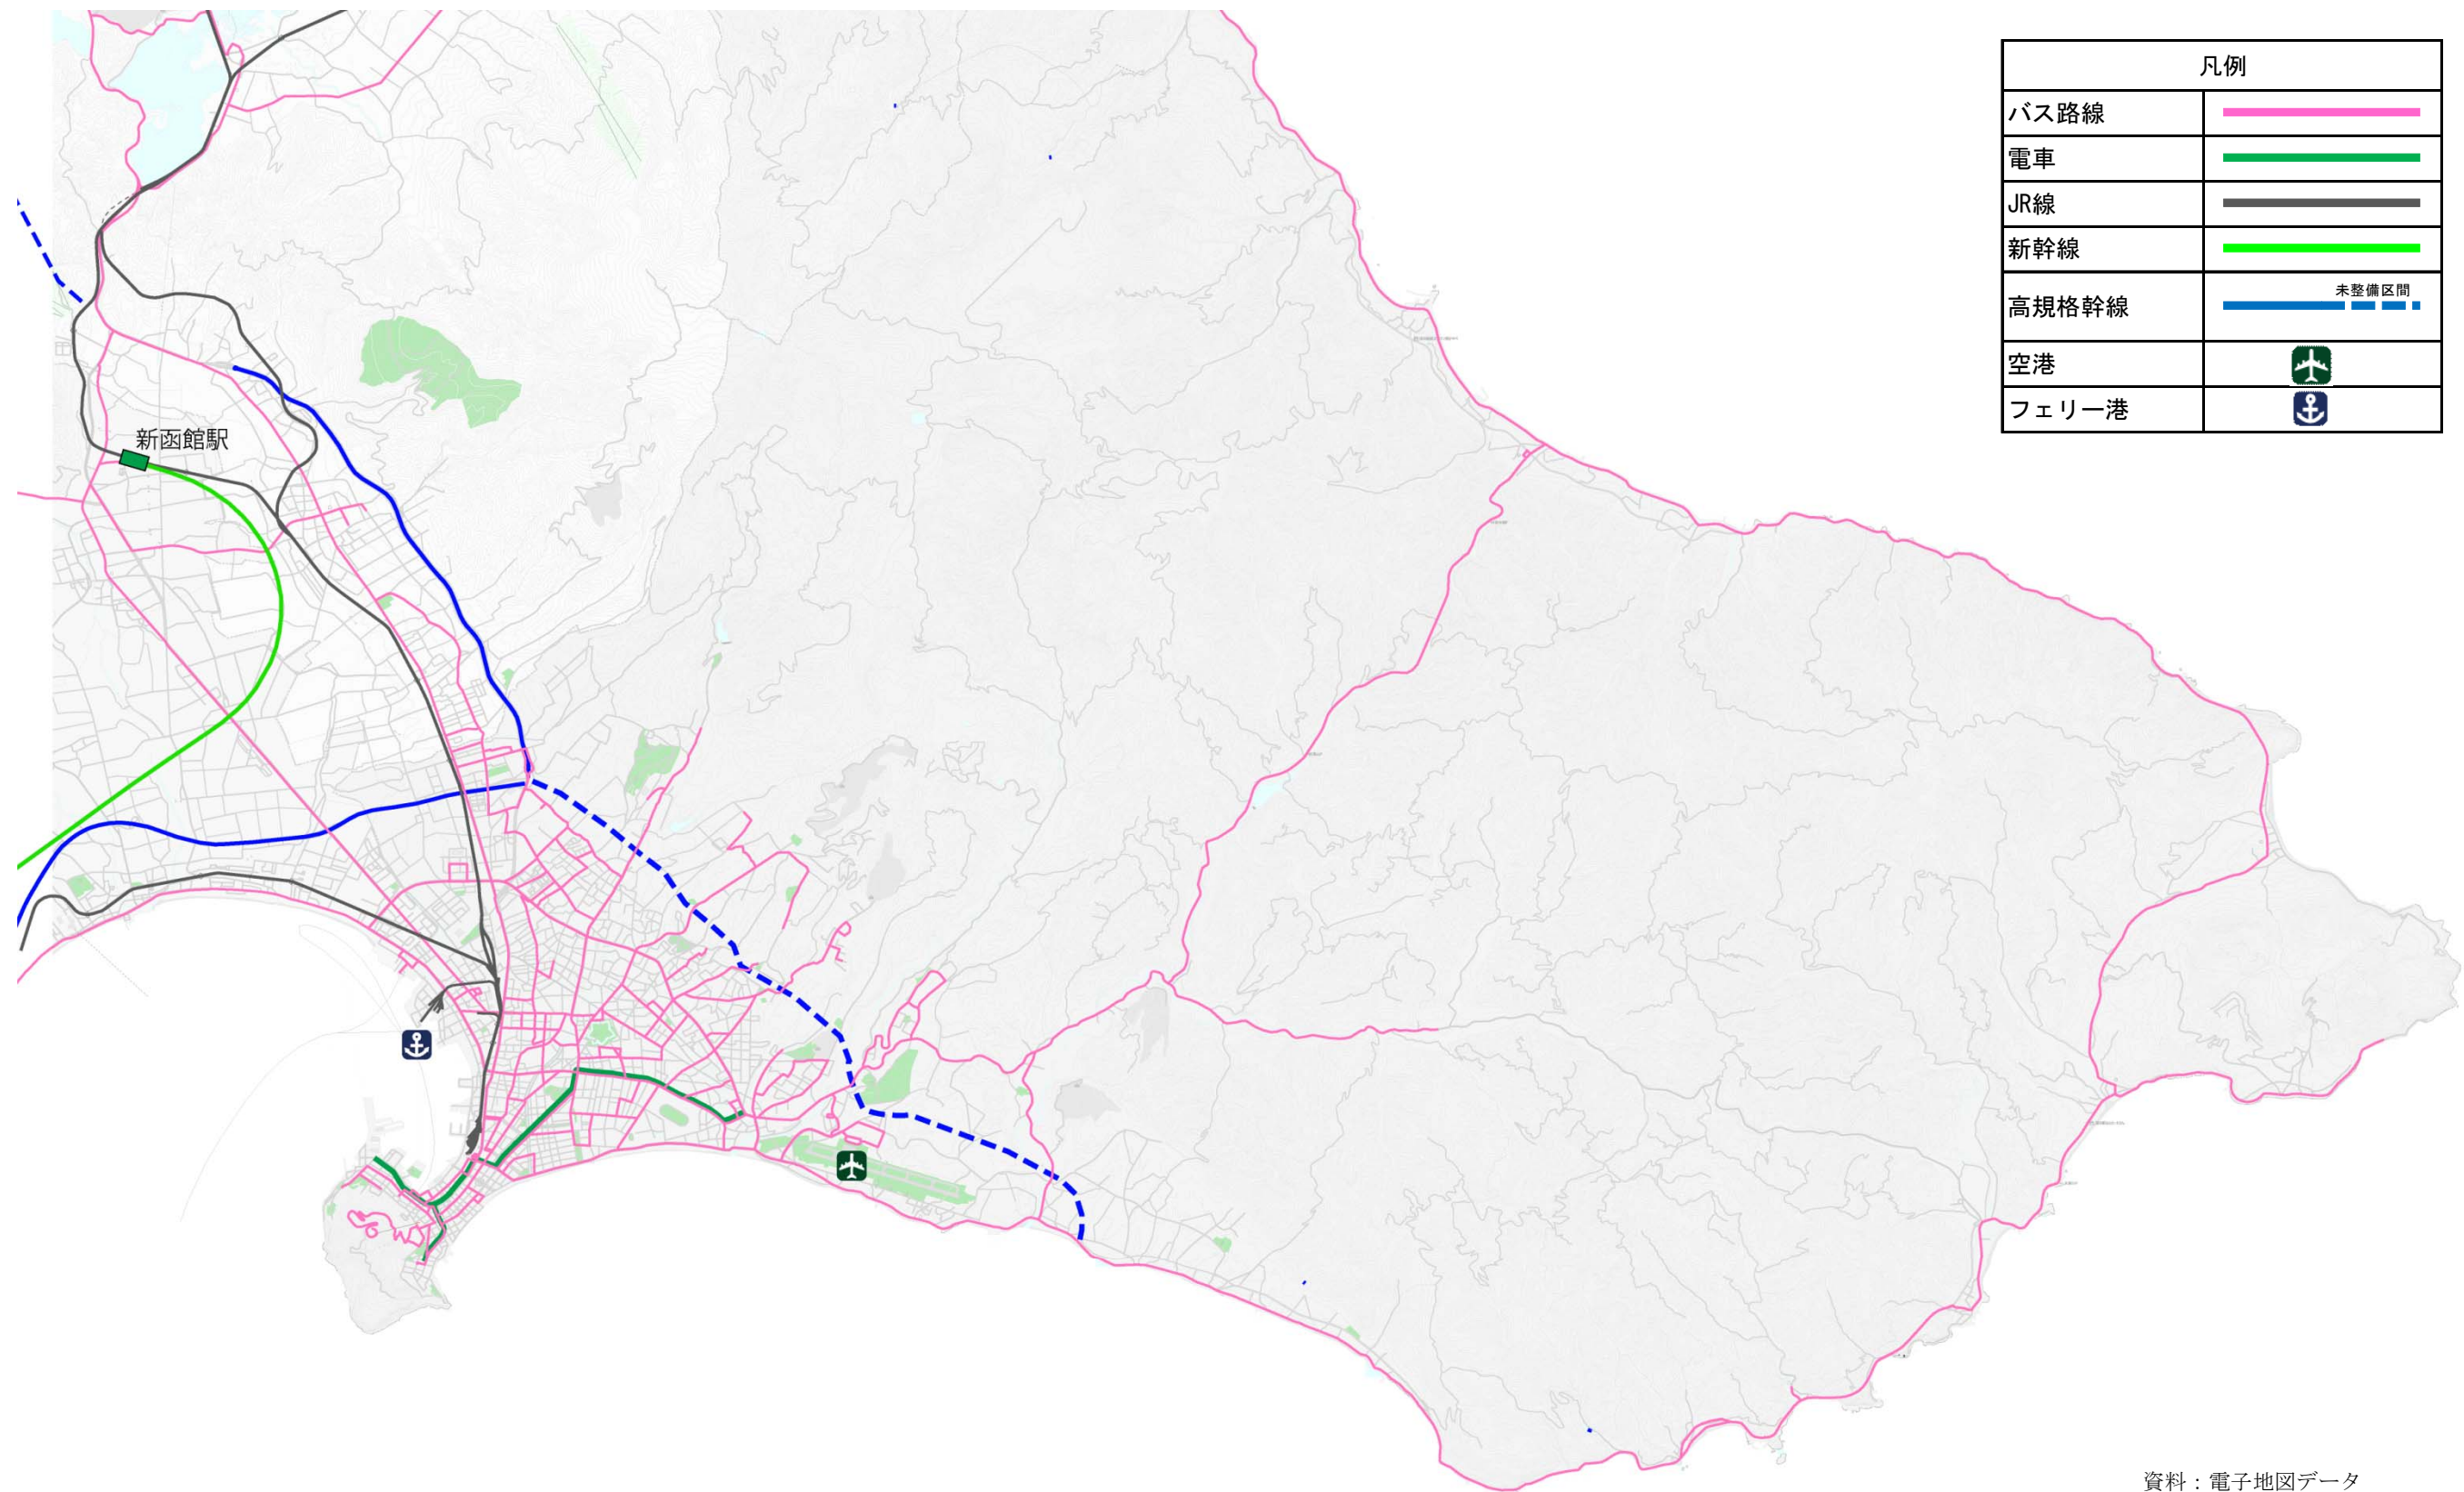 凡例
バス路線
電車
JR線
新幹線
未整備区間
高規格幹線
空港
フェリー港
新函館駅
資料：電子地図データ